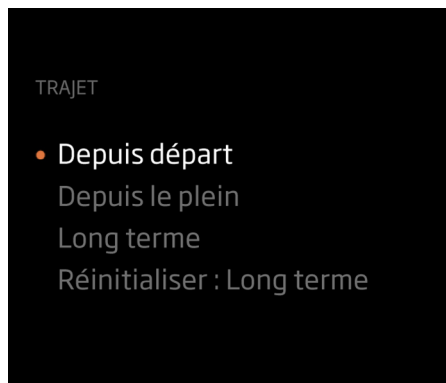 TRAJET
Depuis départ
Depuis le plein
Long terme
Réinitialiser : Long terme